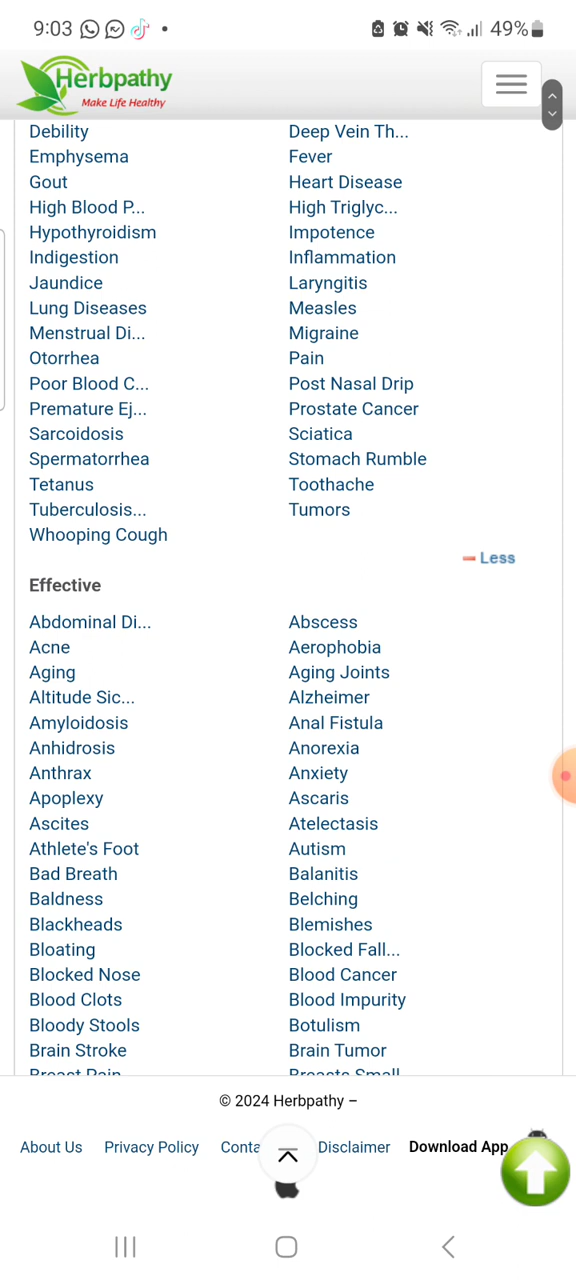 9:03
49%
Herbpathy
Make Life Healthy
Debility Deep Vein Th...
Emphysema Fever
Gout Heart Disease
High Blood P... High Triglyc...
Hypothyroidism Impotence
Indigestion Inflammation
Jaundice Laryngitis
Lung Diseases Measles
Menstrual Di... Migraine
Otorrhea Pain
Poor Blood C... Post Nasal Drip
Premature Ej... Prostate Cancer
Sarcoidosis Sciatica
Spermatorrhea Stomach Rumble
Tetanus Toothache
Tuberculosis... Tumors
Whooping Cough
Less
Effective
Abdominal Di... Abscess
Acne Aerophobia
Aging Aging Joints
Altitude Sic... Alzheimer
Amyloidosis Anal Fistula
Anhidrosis Anorexia
Anthrax Anxiety
Apoplexy Ascaris
Ascites Atelectasis
Athlete's Foot Autism
Bad Breath Balanitis
Baldness Belching
Blackheads Blemishes
Bloating Blocked Fall...
Blocked Nose Blood Cancer
Blood Clots Blood Impurity
Bloody Stools Botulism
Brain Stroke Brain Tumor
Breast Pain Breasts Small
© 2024 Herbpathy –
About Us Privacy Policy Conta Disclaimer Download App